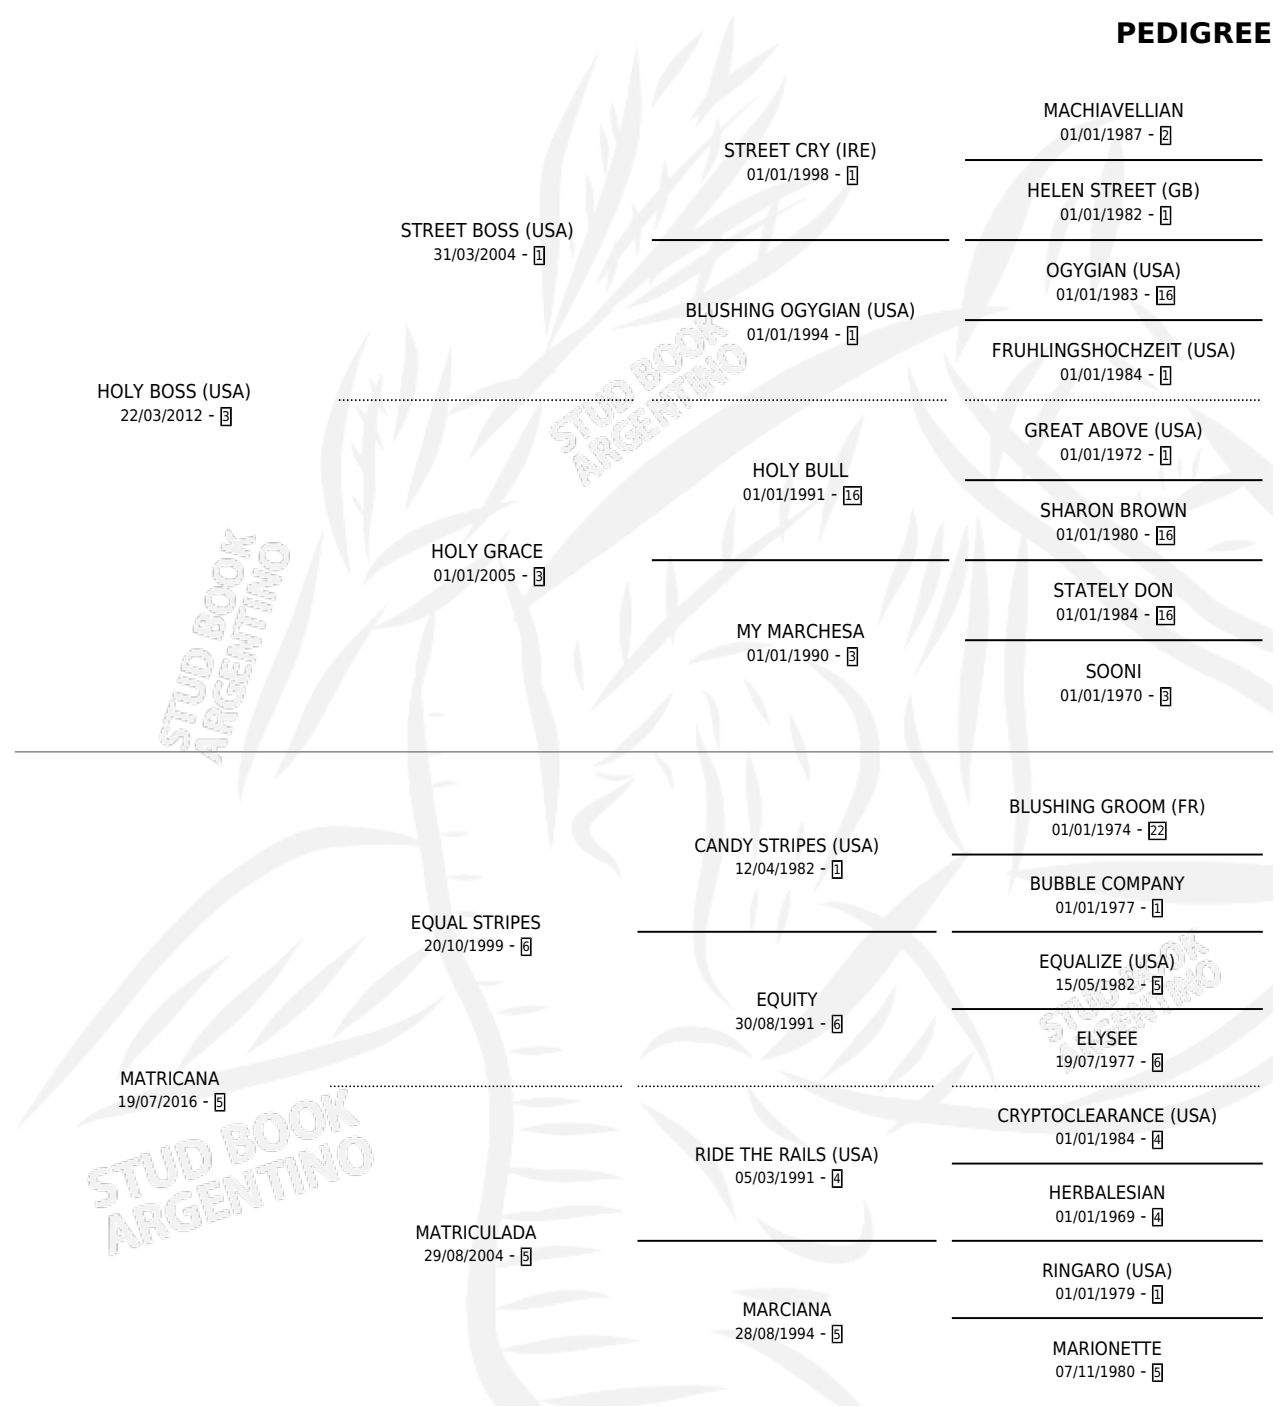 PEDIGREE
MACHIAVELLIAN
01/01/1987 - 2
STREET CRY (IRE)
01/01/1998 - 1
HELEN STREET (GB)
01/01/1982 - 1
STREET BOSS (USA)
31/03/2004 - 1
OGYGIAN (USA)
01/01/1983 - 16
BLUSHING OGYGIAN (USA)
01/01/1994 - 1
FRUHLINGSHOCHZEIT (USA)
01/01/1984 - 1
HOLY BOSS (USA)
22/03/2012 - 3
STUD BOOK
ARGENTINO
GREAT ABOVE (USA)
01/01/1972 - 1
HOLY BULL
01/01/1991 - 16
SHARON BROWN
01/01/1980 - 16
HOLY GRACE
01/01/2005 - 3
STATELY DON
01/01/1984 - 16
MY MARCHESA
01/01/1990 - 3
SOONI
01/01/1970 - 3
STUD BOOK
ARGENTINO
BLUSHING GROOM (FR)
01/01/1974 - 22
CANDY STRIPES (USA)
12/04/1982 - 1
BUBBLE COMPANY
01/01/1977 - 1
EQUAL STRIPES
20/10/1999 - 6
EQUALIZE (USA)
15/05/1982 - 5
EQUITY
30/08/1991 - 6
STUD BOOK
ARGENTINO
ELYSEE
19/07/1977 - 6
MATRICANA
19/07/2016 - 5
CRYPTOCLEARANCE (USA)
01/01/1984 - 4
RIDE THE RAILS (USA)
05/03/1991 - 4
STUD BOOK
ARGENTINO
HERBALESIAN
01/01/1969 - 4
MATRICULADA
29/08/2004 - 5
RINGARO (USA)
01/01/1979 - 1
MARCIANA
28/08/1994 - 5
MARIONETTE
07/11/1980 - 5